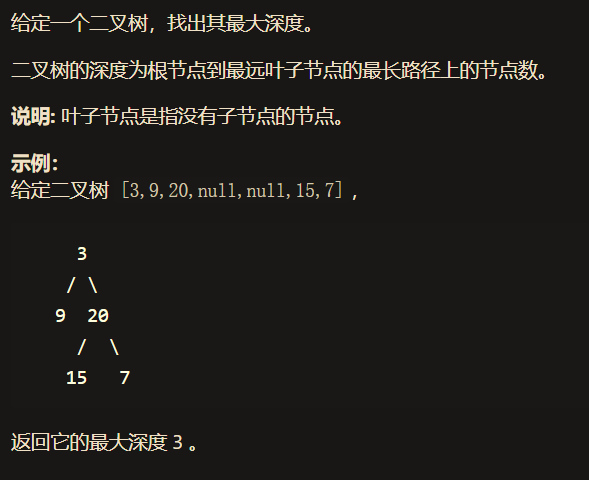 给定一个二叉树，找出其最大深度。
二叉树的深度为根节点到最远叶子节点的最长路径上的节点数。
说明: 叶子节点是指没有子节点的节点。
示例：
给定二叉树 [3,9,20,null,null,15,7]，
3
/ \
9 20
/ \
15 7
返回它的最大深度 3 。